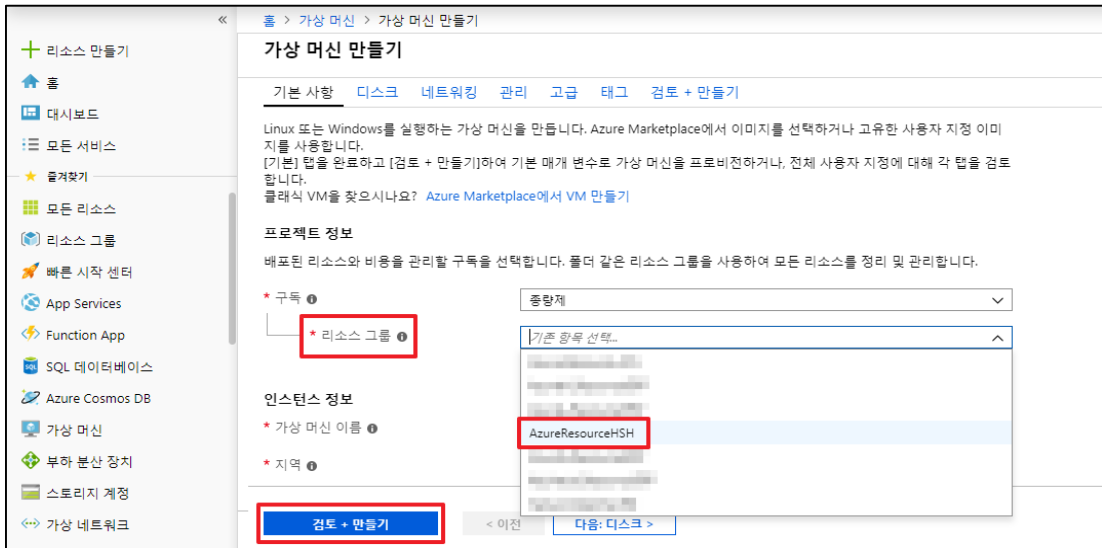 «
홈 > 가상 머신 > 가상 머신 만들기
리소스 만들기
홈
대시보드
모든 서비스
즐겨찾기
모든 리소스
리소스 그룹
빠른 시작 센터
App Services
Function App
SQL 데이터베이스
Azure Cosmos DB
가상 머신
부하 분산 장치
스토리지 계정
가상 네트워크
가상 머신 만들기
기본 사항 디스크 네트워킹 관리 고급 태그 검토 + 만들기
Linux 또는 Windows를 실행하는 가상 머신을 만듭니다. Azure Marketplace에서 이미지를 선택하거나 고유한 사용자 지정 이미
지를 사용합니다.
[기본] 탭을 완료하고 [검토 + 만들기]하여 기본 매개 변수로 가상 머신을 프로비전하거나, 전체 사용자 지정에 대해 각 탭을 검토
합니다.
클래식 VM을 찾으시나요? Azure Marketplace에서 VM 만들기
프로젝트 정보
배포된 리소스와 비용을 관리할 구독을 선택합니다. 폴더 같은 리소스 그룹을 사용하여 모든 리소스를 정리 및 관리합니다.
* 구독
종량제
* 리소스 그룹
기존 항목 선택...
AzureResourceHSH
인스턴스 정보
* 가상 머신 이름
* 지역
검토 + 만들기
< 이전
다음: 디스크 >